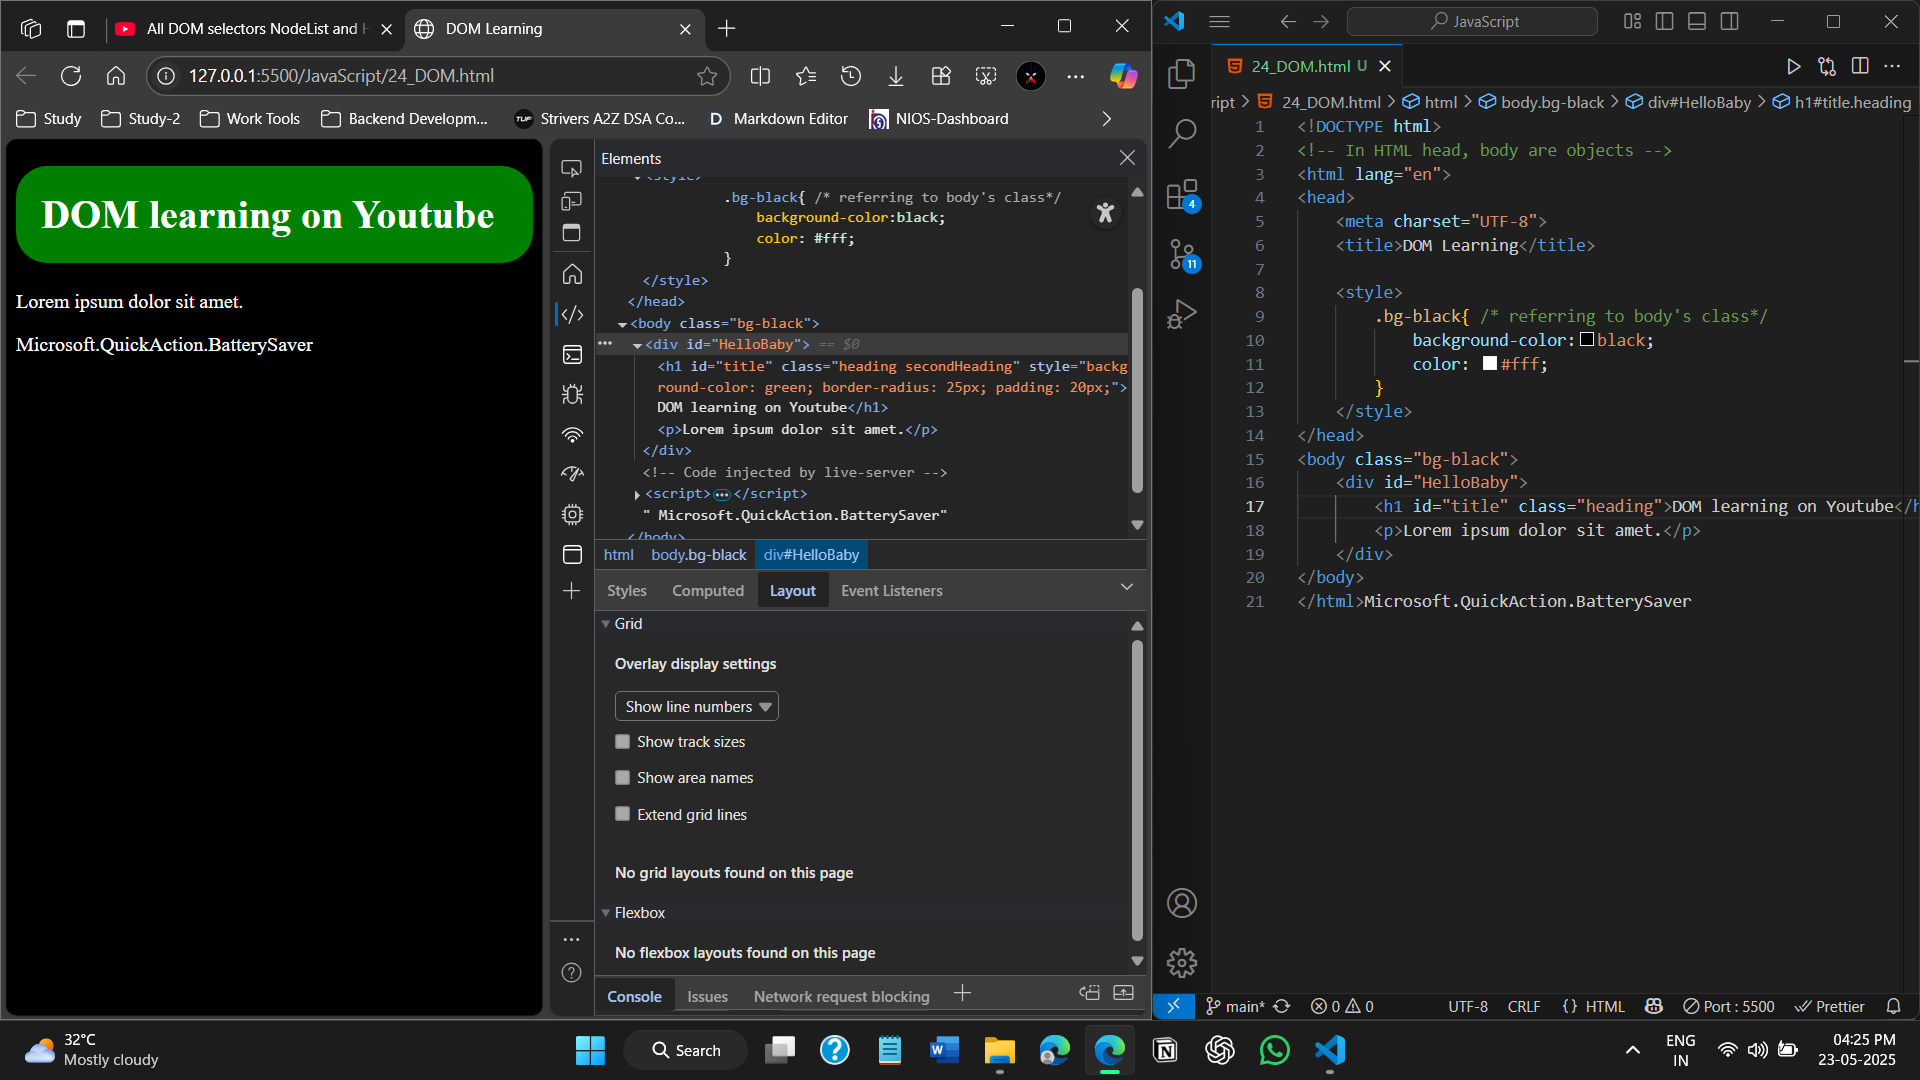 All DOM selectors NodeList and H
DOM Learning
127.0.0.1:5500/JavaScript/24_DOM.html
Study
Study-2
Work Tools
Backend Developm...
TUF
Strivers A2Z DSA Co...
D
Markdown Editor
NIOS-Dashboard
DOM learning on Youtube
Lorem ipsum dolor sit amet.
Microsoft.QuickAction.BatterySaver
Elements
<style>
.bg-black{ /* referring to body's class*/
background-color:black;
color: #fff;
}
</style>
</head>
<body class="bg-black">
<div id="HelloBaby"> == $0
<h1 id="title" class="heading secondHeading" style="backg
round-color: green; border-radius: 25px; padding: 20px;">
DOM learning on Youtube</h1>
<p>Lorem ipsum dolor sit amet.</p>
</div>
<!-- Code injected by live-server -->
<script>…</script>
" Microsoft.QuickAction.BatterySaver"
</body>
html body.bg-black div#HelloBaby
Styles Computed Layout Event Listeners
Grid
Overlay display settings
Show line numbers
Show track sizes
Show area names
Extend grid lines
No grid layouts found on this page
Flexbox
No flexbox layouts found on this page
Console Issues Network request blocking
JavaScript
24_DOM.html U
ript > 24_DOM.html > html > body.bg-black > div#HelloBaby > h1#title.heading
1 <!DOCTYPE html>
2 <!-- In HTML head, body are objects -->
3 <html lang="en">
4 <head>
5 <meta charset="UTF-8">
6 <title>DOM Learning</title>
7
8 <style>
9 .bg-black{ /* referring to body's class*/
10 background-color:black;
11 color: #fff;
12 }
13 </style>
14 </head>
15 <body class="bg-black">
16 <div id="HelloBaby">
17 <h1 id="title" class="heading">DOM learning on Youtube</h
18 <p>Lorem ipsum dolor sit amet.</p>
19 </div>
20 </body>
21 </html>Microsoft.QuickAction.BatterySaver
4
11
main* 0 0 UTF-8 CRLF {} HTML Port : 5500 Prettier
32°C
Mostly cloudy
Search
ENG
IN
04:25 PM
23-05-2025